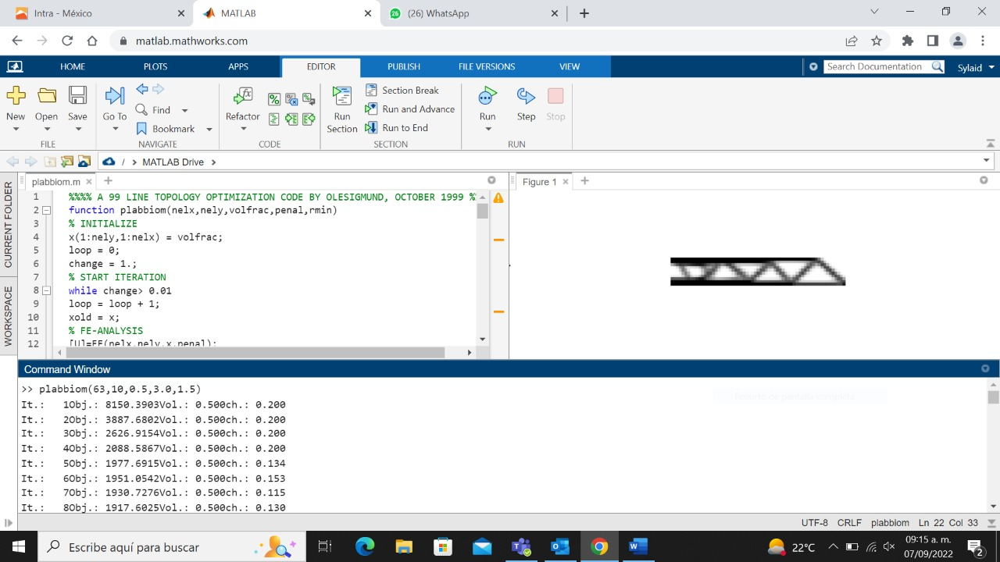 Intra - México
MATLAB
(26) WhatsApp
matlab.mathworks.com
HOME PLOTS APPS EDITOR PUBLISH FILE VERSIONS VIEW
Search Documentation
Sylaid
New Open Save
FILE
Go To
Find
Bookmark
NAVIGATE
Refactor
CODE
Run Section
Section Break
Run and Advance
Run to End
SECTION
Run Step Stop
RUN
/ MATLAB Drive
CURRENT FOLDER
WORKSPACE
plabbiom.m
1 %%%% A 99 LINE TOPOLOGY OPTIMIZATION CODE BY OLESIGMUND, OCTOBER 1999 %
2 function plabbiom(nelx,nely,volfrac,penal,rmin)
3 % INITIALIZE
4 x(1:nely,1:nelx) = volfrac;
5 loop = 0;
6 change = 1.;
7 % START ITERATION
8 while change> 0.01
9 loop = loop + 1;
10 xold = x;
11 % FE-ANALYSIS
12 [U]=FE(nelx,nely,x,penal);
Figure 1
Command Window
>> plabbiom(63,10,0.5,3.0,1.5)
It.: 1Obj.: 8150.3903Vol.: 0.500ch.: 0.200
It.: 2Obj.: 3887.6802Vol.: 0.500ch.: 0.200
It.: 3Obj.: 2626.9154Vol.: 0.500ch.: 0.200
It.: 4Obj.: 2088.5867Vol.: 0.500ch.: 0.200
It.: 5Obj.: 1977.6915Vol.: 0.500ch.: 0.134
It.: 6Obj.: 1951.0542Vol.: 0.500ch.: 0.153
It.: 7Obj.: 1930.7276Vol.: 0.500ch.: 0.115
It.: 8Obj.: 1917.6025Vol.: 0.500ch.: 0.130
Recorte de pantalla completa
UTF-8 CRLF plabbiom Ln 22 Col 33
Escribe aquí para buscar
22°C
09:15 a. m.
07/09/2022
2